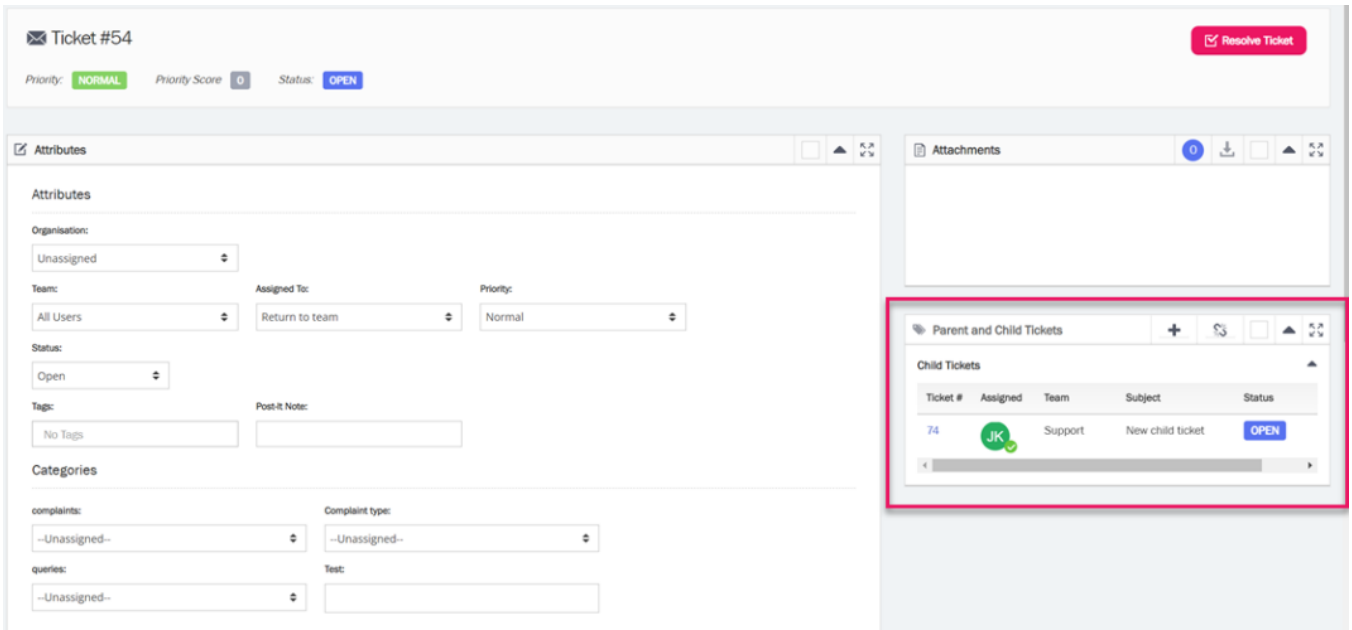 Ticket #54
Resolve Ticket
Priority: NORMAL Priority Score 0 Status: OPEN
Attributes
Attributes
Organisation:
Unassigned
Team: Assigned To: Priority:
All Users Return to team Normal
Status:
Open
Tags: Post-It Note:
No Tags
Categories
complaints: Complaint type:
--Unassigned-- --Unassigned--
queries: Test:
--Unassigned--
Attachments 0
Parent and Child Tickets
Child Tickets
Ticket # Assigned Team Subject Status
74 JK Support New child ticket OPEN